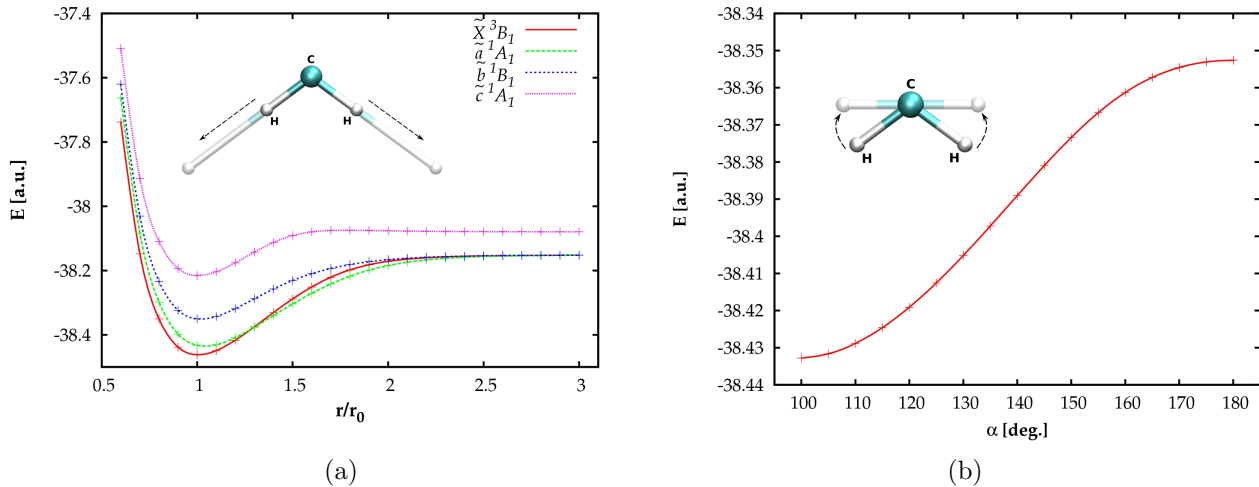 -37.4
-37.6
-37.8
-38
-38.2
-38.4
E [a.u.]
0.5 1 1.5 2 2.5 3
r/r₀
X̃ ³B₁
ã ¹A₁
b̃ ¹B₁
c̃ ¹A₁
C
H H
(a)
-38.34
-38.35
-38.36
-38.37
-38.38
-38.39
-38.4
-38.41
-38.42
-38.43
-38.44
E [a.u.]
100 110 120 130 140 150 160 170 180
α [deg.]
C
H H
(b)